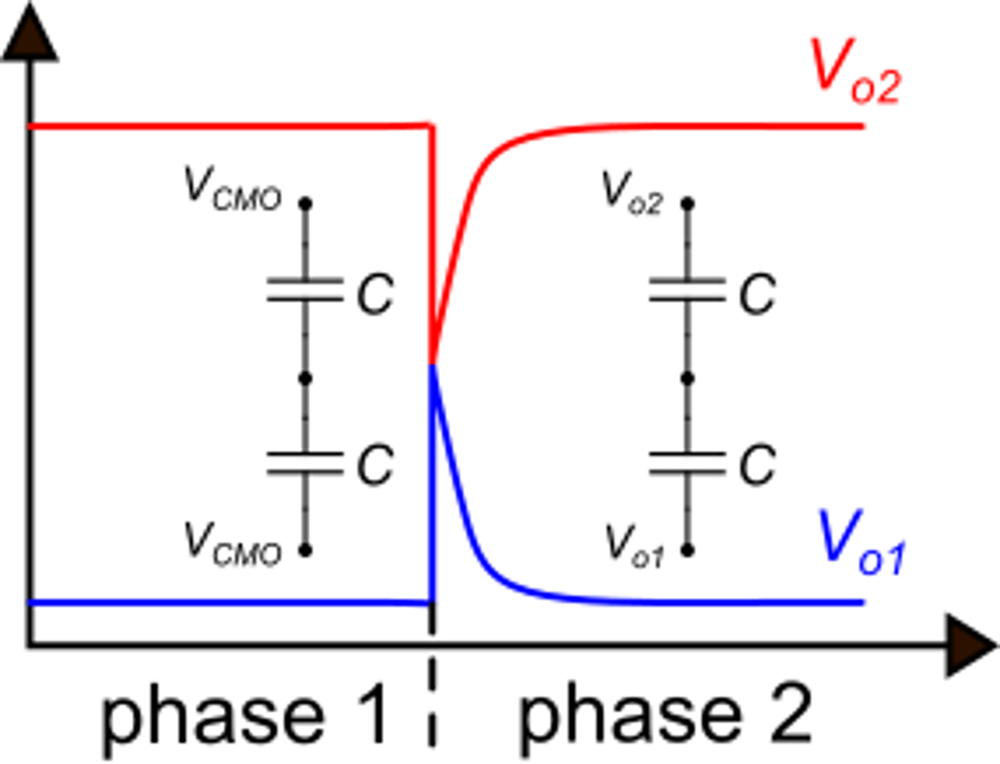 V_o2
V_CMO
V_o2
C
C
C
C
V_CMO
V_o1
V_o1
phase 1
phase 2